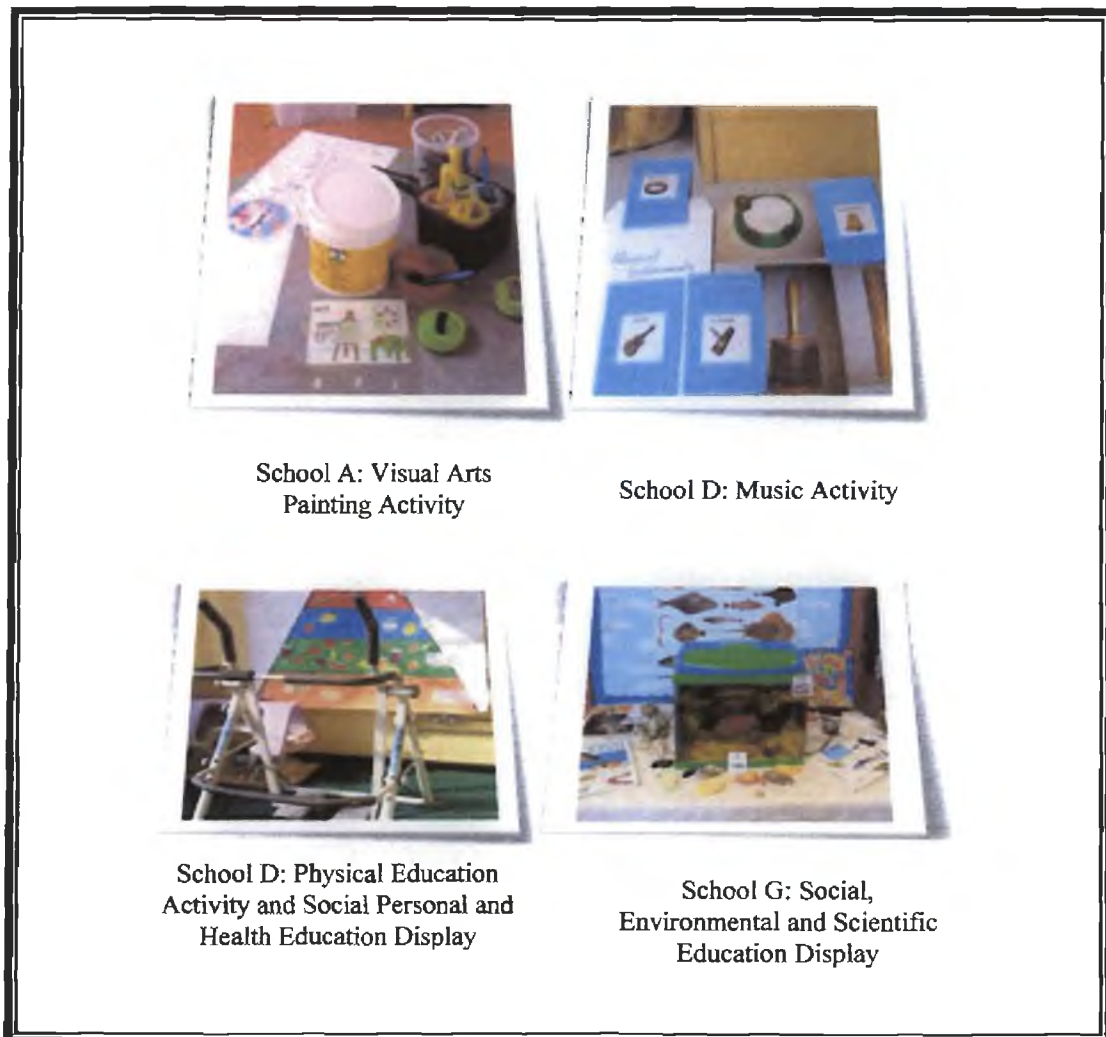 School A: Visual Arts
Painting Activity
School D: Music Activity
School D: Physical Education
Activity and Social Personal and
Health Education Display
School G: Social,
Environmental and Scientific
Education Display